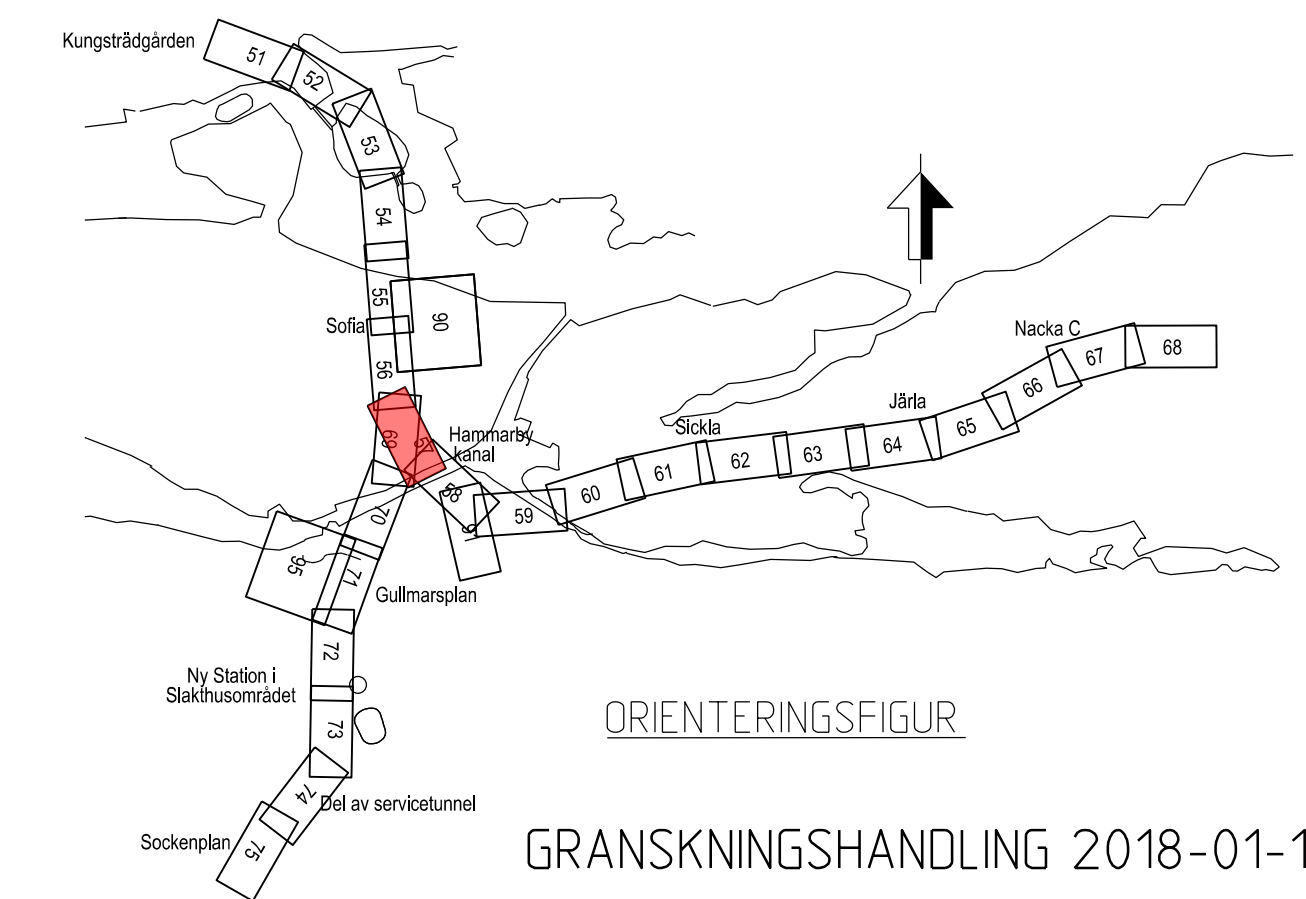 Kungsträdgården
51
52
53
54
55
Sofia
90
56
69
57
Hammarby
kanal
58
59
60
61
Sickla
62
63
Järla
64
65
66
Nacka C
67
68
70
95
71
Gullmarsplan
72
Ny Station i
Slakthusområdet
73
74
Del av servicetunnel
Sockenplan
75
ORIENTERINGSFIGUR
GRANSKNINGSHANDLING 2018-01-1